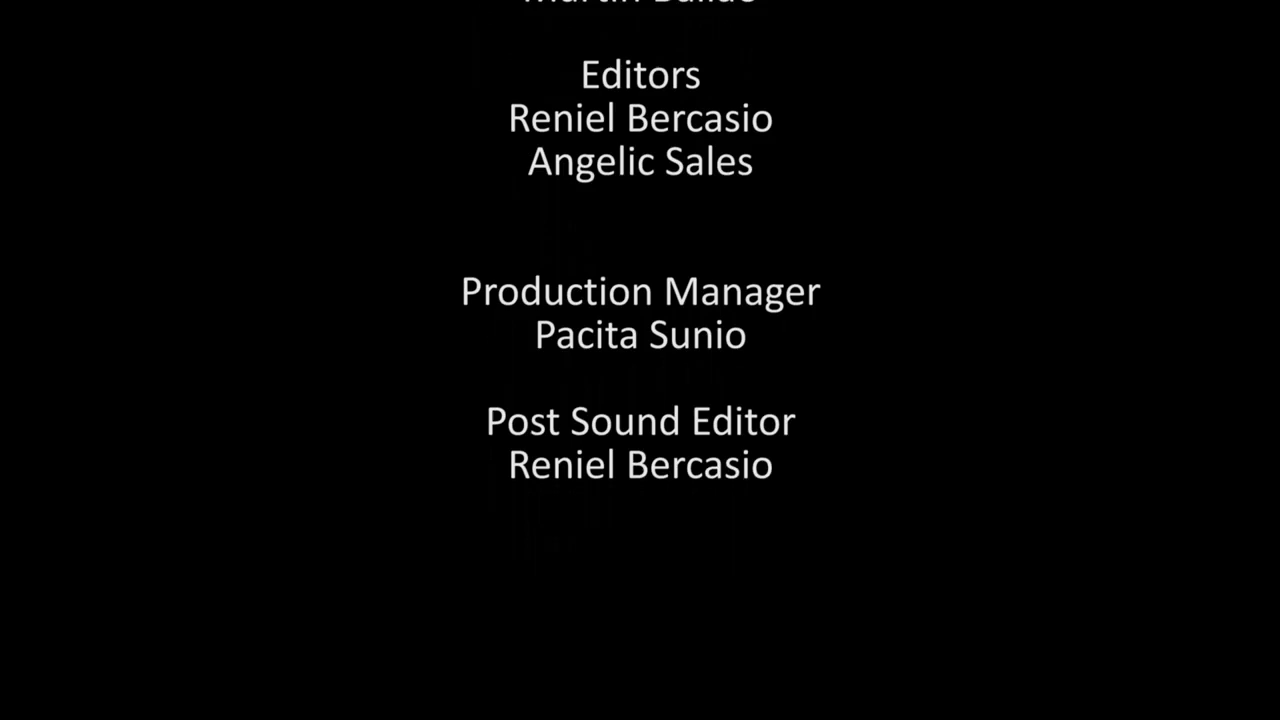 Editors
Reniel Bercasio
Angelic Sales
Production Manager
Pacita Sunio
Post Sound Editor
Reniel Bercasio